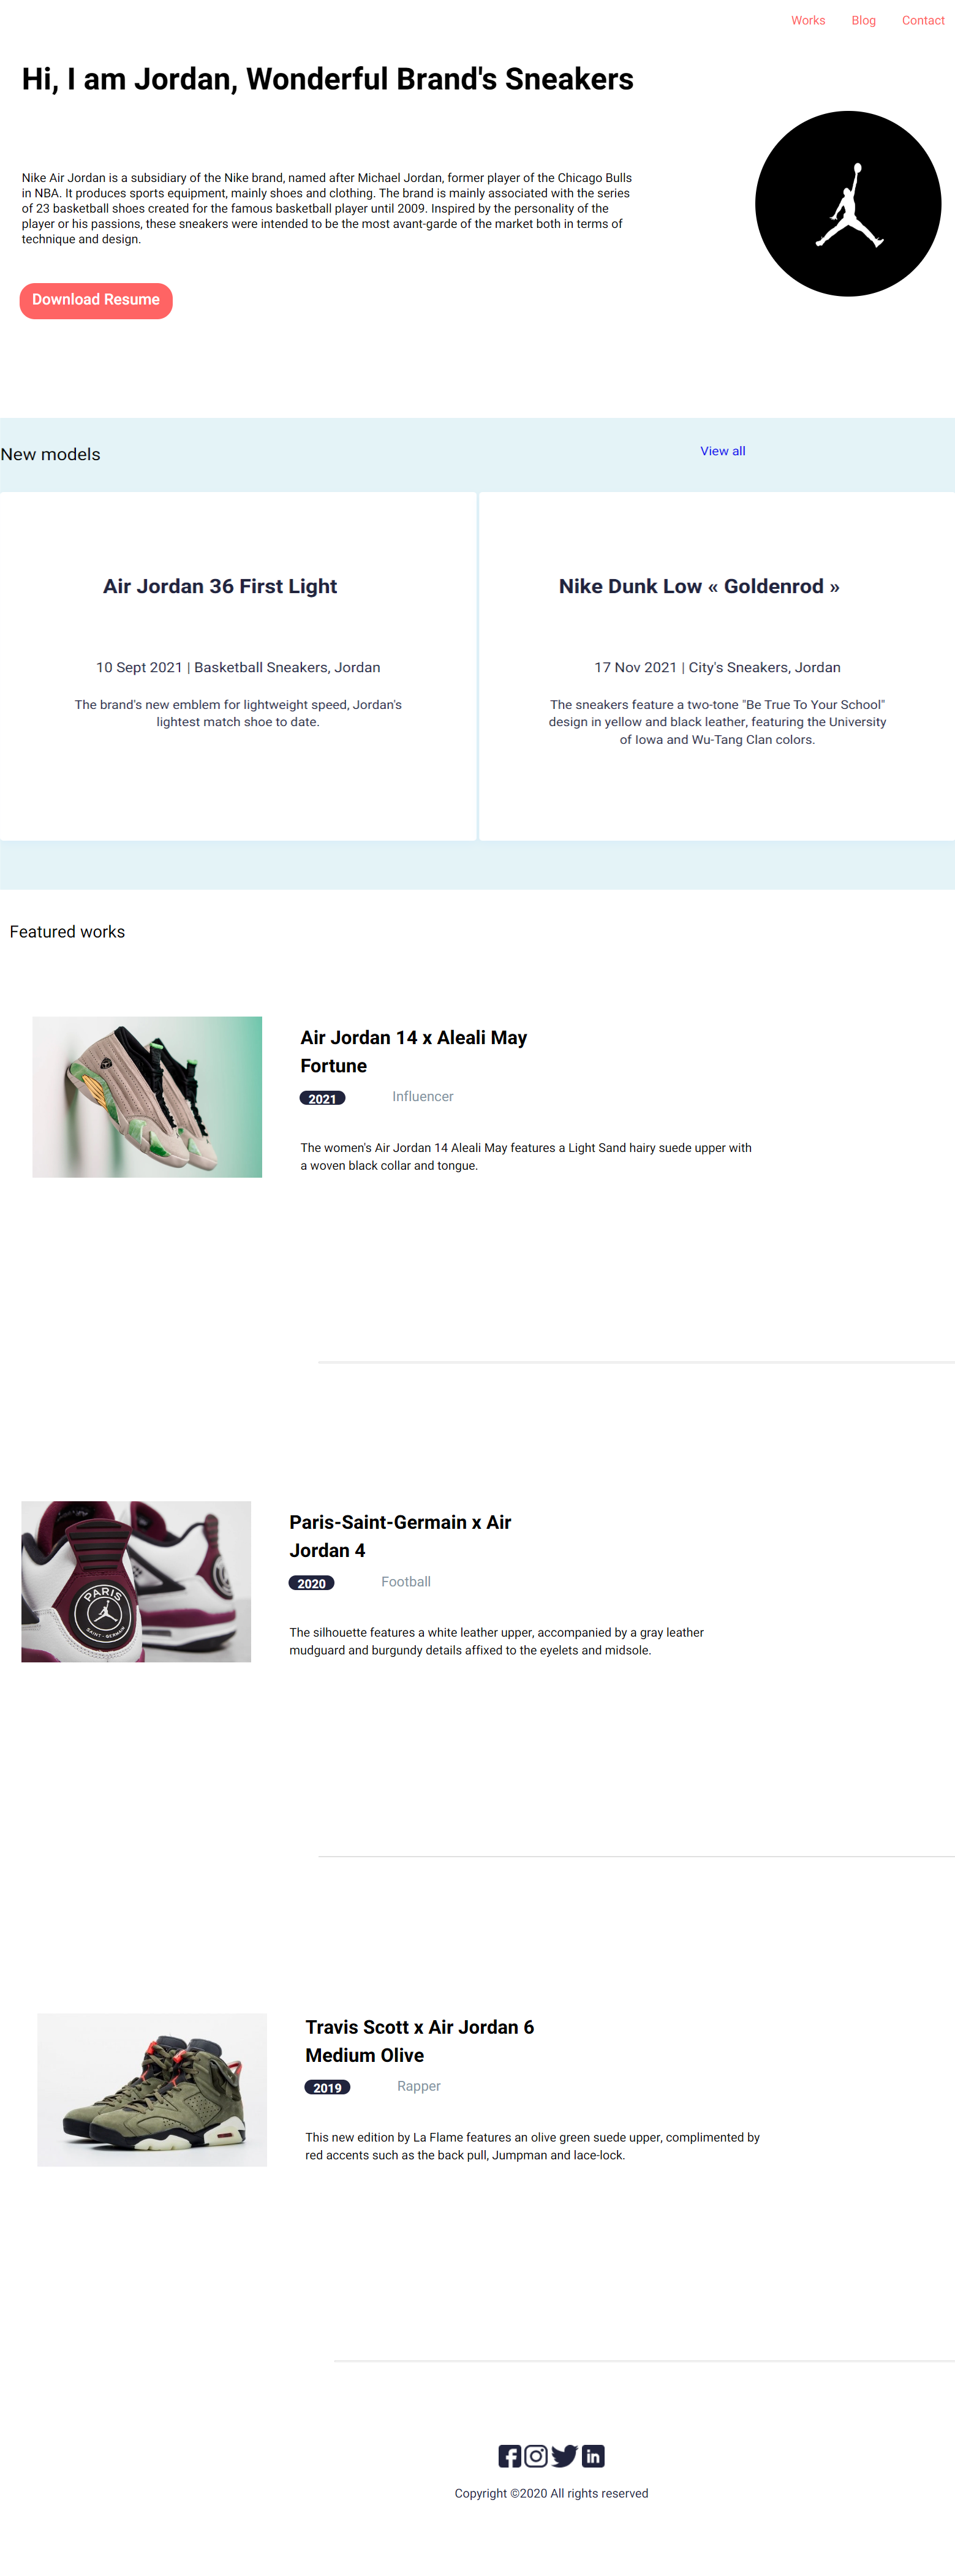 Works Blog Contact
Hi, I am Jordan, Wonderful Brand's Sneakers
Nike Air Jordan is a subsidiary of the Nike brand, named after Michael Jordan, former player of the Chicago Bulls
in NBA. It produces sports equipment, mainly shoes and clothing. The brand is mainly associated with the series
of 23 basketball shoes created for the famous basketball player until 2009. Inspired by the personality of the
player or his passions, these sneakers were intended to be the most avant-garde of the market both in terms of
technique and design.
Download Resume
New models
View all
Air Jordan 36 First Light
10 Sept 2021 | Basketball Sneakers, Jordan
The brand's new emblem for lightweight speed, Jordan's
lightest match shoe to date.
Nike Dunk Low « Goldenrod »
17 Nov 2021 | City's Sneakers, Jordan
The sneakers feature a two-tone "Be True To Your School"
design in yellow and black leather, featuring the University
of Iowa and Wu-Tang Clan colors.
Featured works
Air Jordan 14 x Aleali May
Fortune
2021 Influencer
The women's Air Jordan 14 Aleali May features a Light Sand hairy suede upper with
a woven black collar and tongue.
PARIS
SAINT - GERMAIN
Paris-Saint-Germain x Air
Jordan 4
2020 Football
The silhouette features a white leather upper, accompanied by a gray leather
mudguard and burgundy details affixed to the eyelets and midsole.
Travis Scott x Air Jordan 6
Medium Olive
2019 Rapper
This new edition by La Flame features an olive green suede upper, complimented by
red accents such as the back pull, Jumpman and lace-lock.
Copyright ©2020 All rights reserved